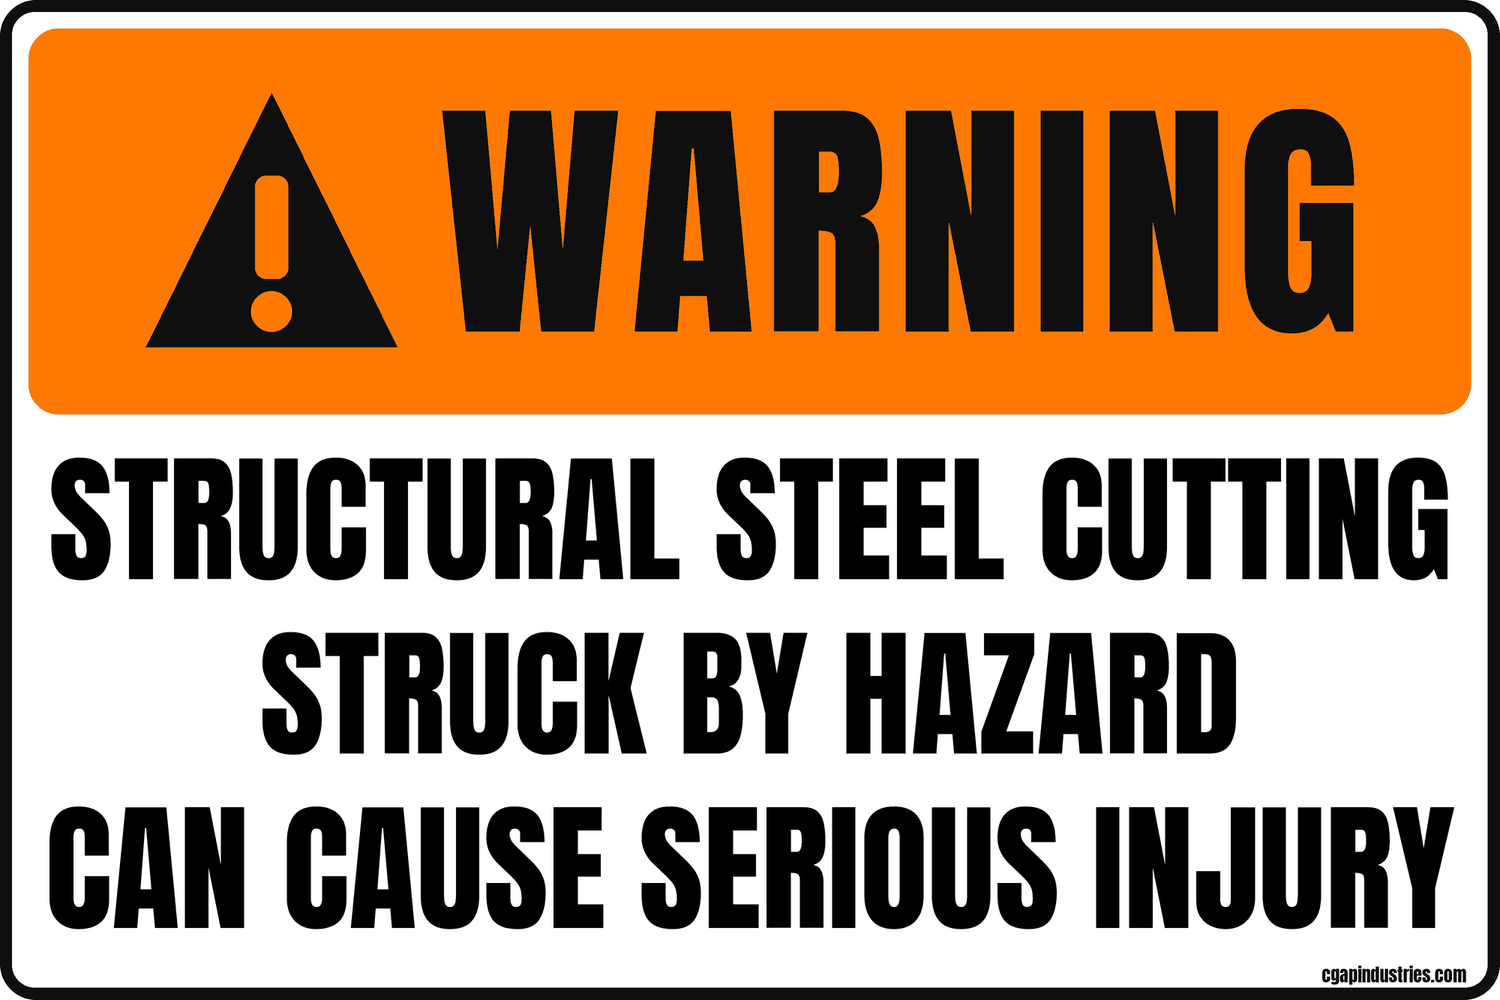 WARNING
STRUCTURAL STEEL CUTTING
STRUCK BY HAZARD
CAN CAUSE SERIOUS INJURY
cgapindustries.com